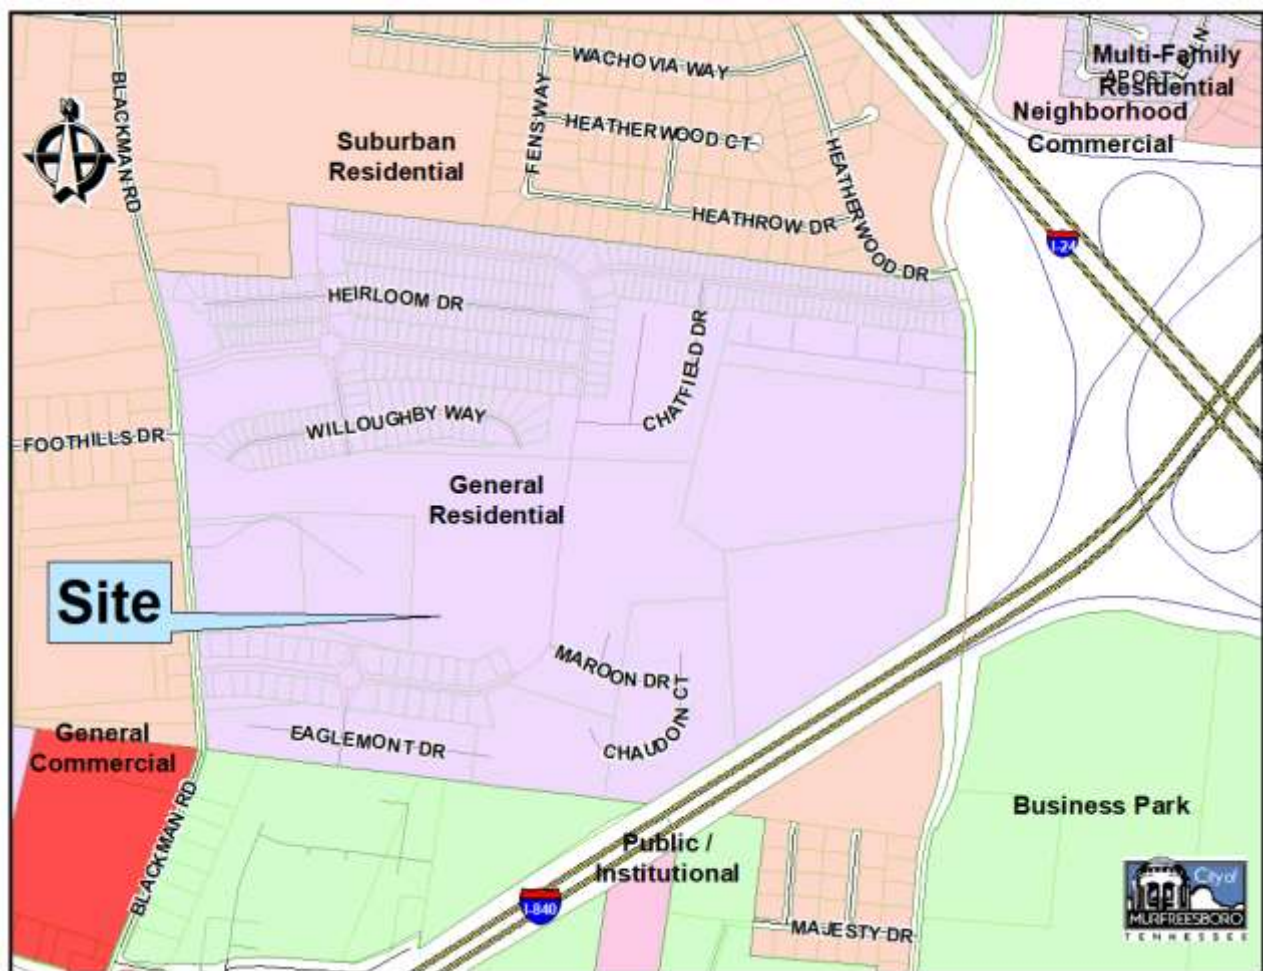 WACHOVIA WAY
Multi-Family
Residential
APOST
Neighborhood
Commercial
BLACKMAN RD
FENSWAY
HEATHERWOOD CT
Suburban
Residential
HEATHERWOOD DR
HEATHROW DR
I-24
HEIRLOOM DR
CHATFIELD DR
WILLOUGHBY WAY
FOOTHILLS DR
General
Residential
Site
MAROON DR
CHAUDOIN CT
EAGLEMONT DR
General
Commercial
BLACKMAN RD
Business Park
Public /
Institutional
I-840
MAJESTY DR
City of
MURFREESBORO
TENNESSEE